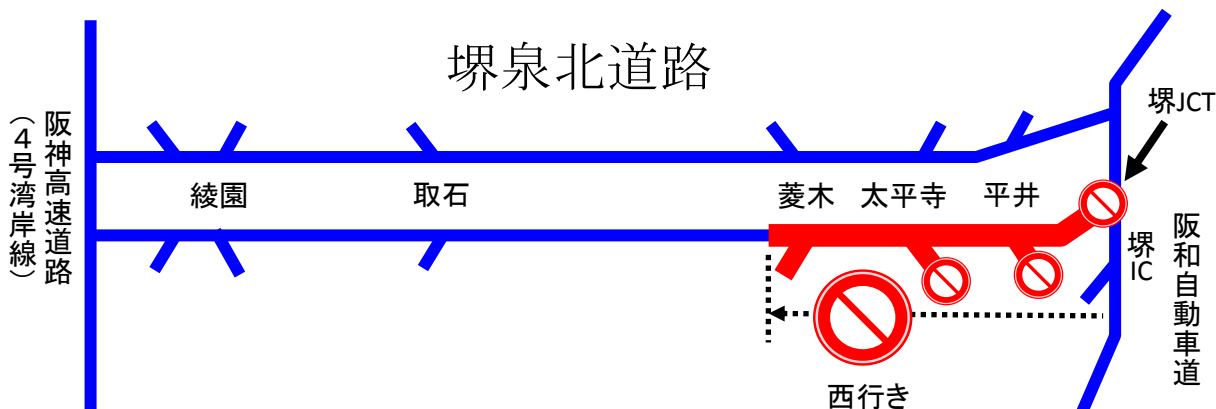 堺泉北道路
堺JCT
阪神高速道路
（４号湾岸線）
綾園
取石
菱木
太平寺
平井
堺
IC
阪和自動車道
西行き